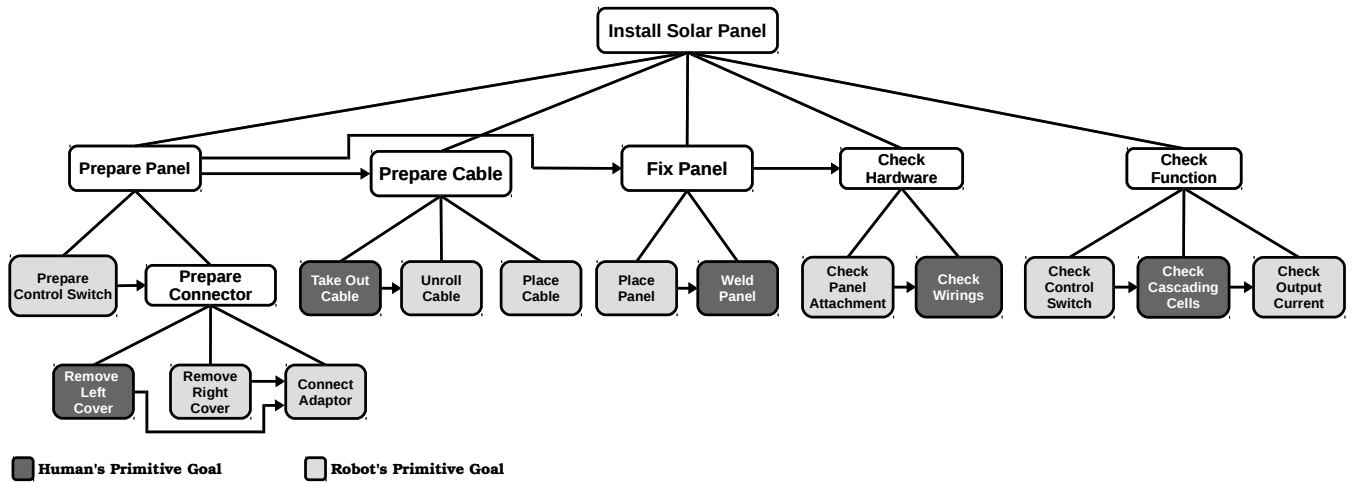 Install Solar Panel
Prepare Panel
Prepare Cable
Fix Panel
Check
Hardware
Check
Function
Prepare
Control Switch
Prepare
Connector
Take Out
Cable
Unroll
Cable
Place
Cable
Place
Panel
Weld
Panel
Check
Panel
Attachment
Check
Wirings
Check
Control
Switch
Check
Cascading
Cells
Check
Output
Current
Remove
Left
Cover
Remove
Right
Cover
Connect
Adaptor
Human's Primitive Goal
Robot's Primitive Goal